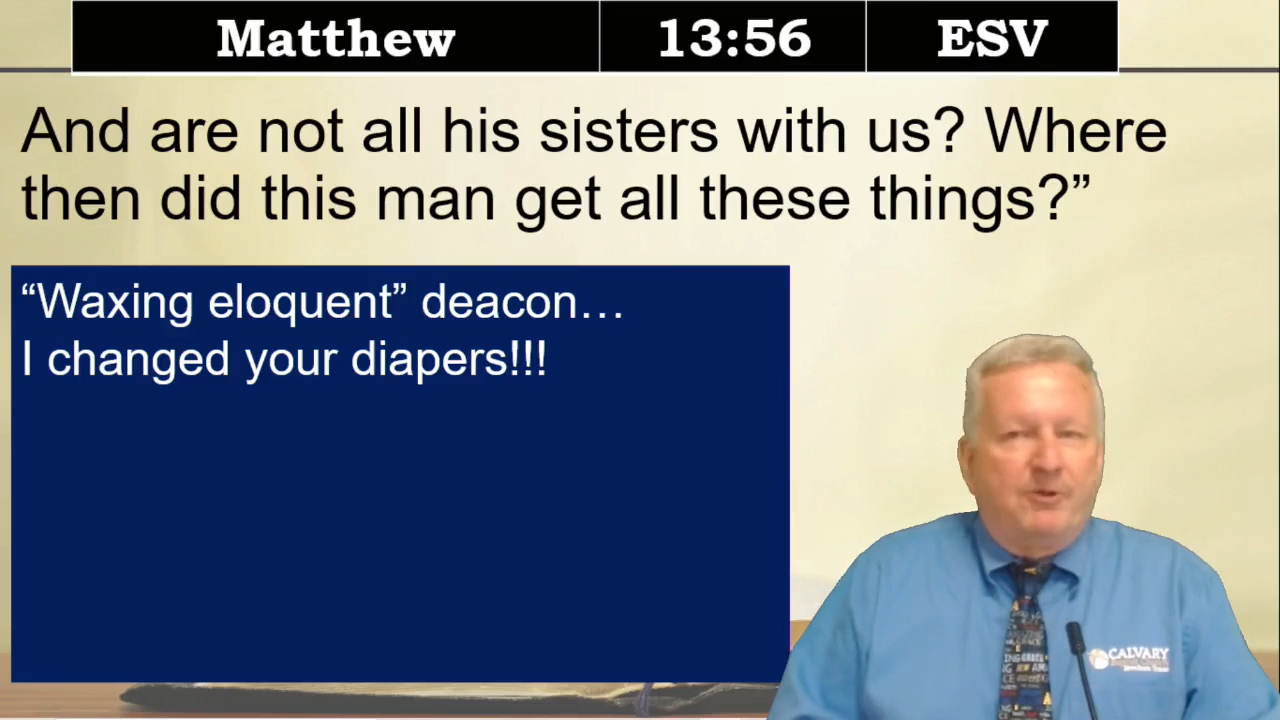 Matthew 13:56 ESV
And are not all his sisters with us? Where
then did this man get all these things?”
“Waxing eloquent” deacon…
I changed your diapers!!!
CALVARY